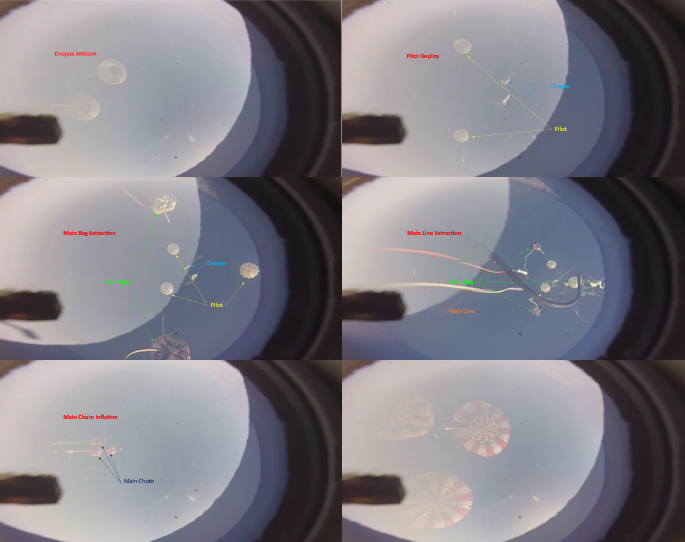 Drogue Jettison
Pilot Deploy
Drogue
Pilot
Main Bag Extraction
Drogue
Pilot
Main Line Extraction
Main Line
Main Chute Inflation
Main Chute